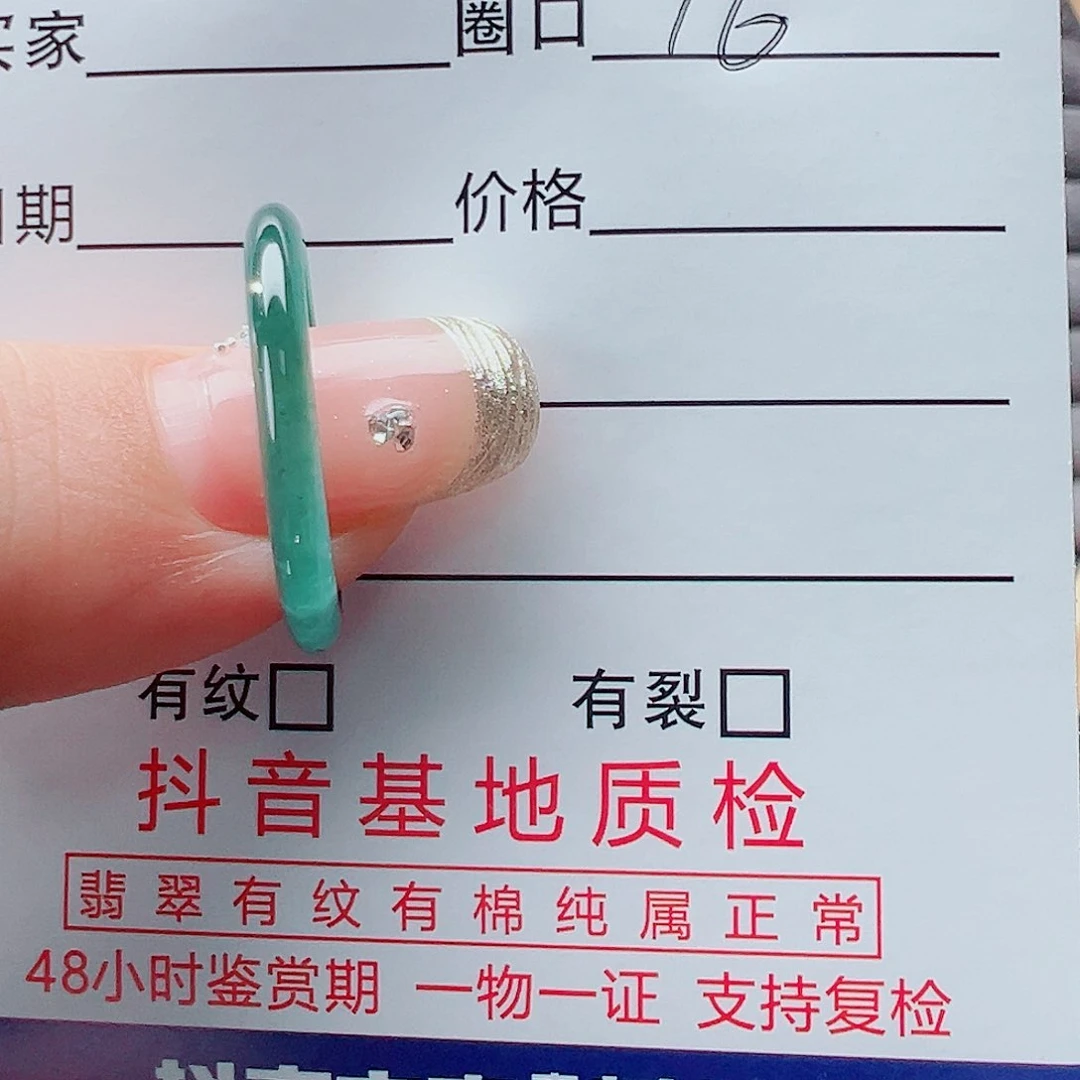 买家 圈口 16
日期 价格
有纹 有裂
抖音基地质检
翡翠有纹有棉纯属正常
48小时鉴赏期 一物一证 支持复检